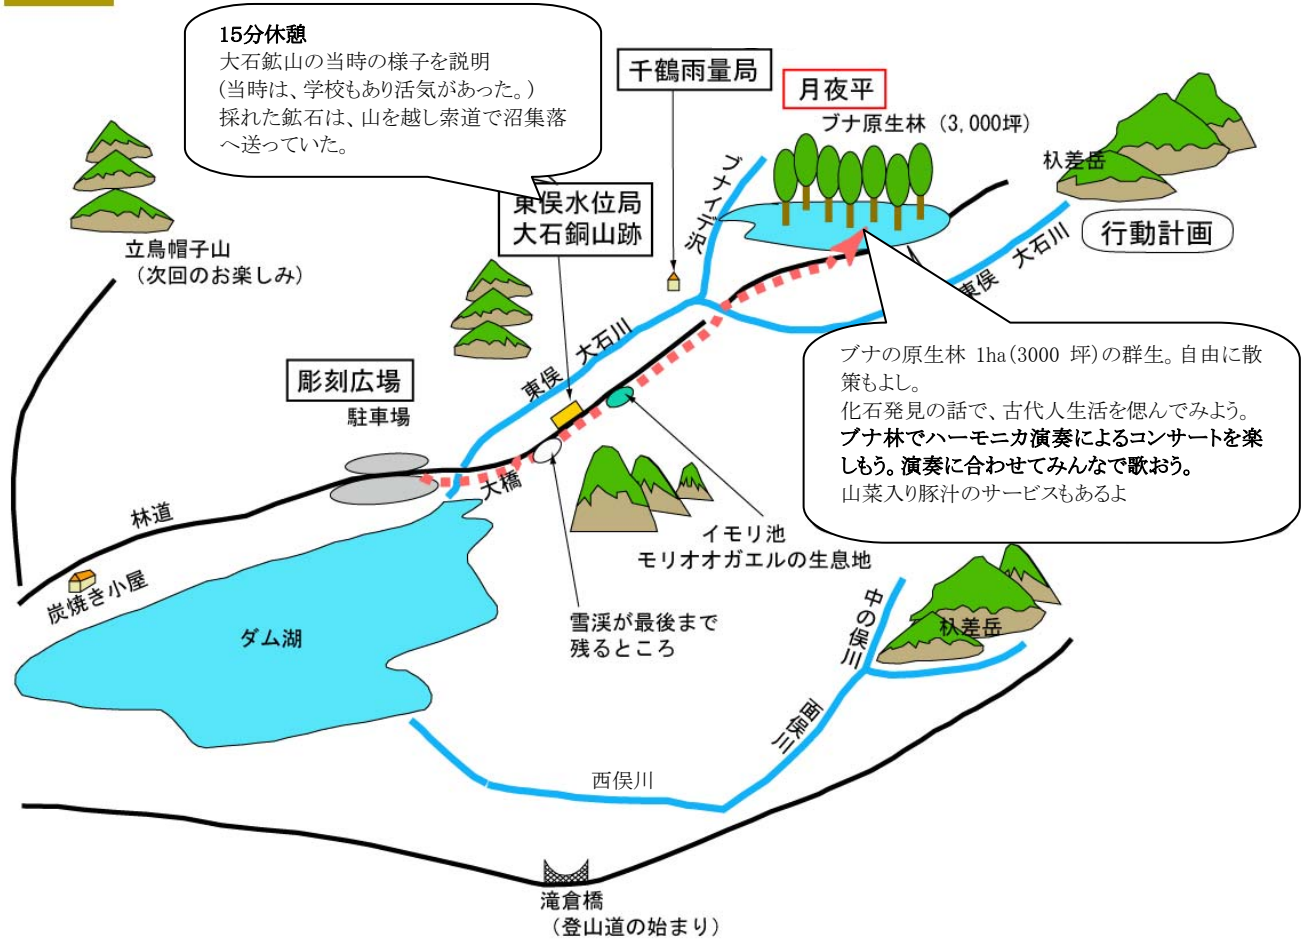 15分休憩
大石鉱山の当時の様子を説明
(当時は、学校もあり活気があった。)
採れた鉱石は、山を越し索道で沼集落
へ送っていた。
千鶴雨量局
月夜平
ブナ原生林（3,000坪）
杁差岳
行動計画
立烏帽子山
（次回のお楽しみ）
東俣水位局
大石銅山跡
ブナイデ沢
東俣 大石川
東俣 大石川
ブナの原生林 1ha(3000 坪)の群生。自由に散
策もよし。
化石発見の話で、古代人生活を偲んでみよう。
ブナ林でハーモニカ演奏によるコンサートを楽
しもう。演奏に合わせてみんなで歌おう。
山菜入り豚汁のサービスもあるよ
彫刻広場
駐車場
大橋
林道
イモリ池
モリオオガエルの生息地
炭焼き小屋
ダム湖
雪渓が最後まで
残るところ
中の俣川
杁差岳
面俣川
西俣川
滝倉橋
（登山道の始まり）